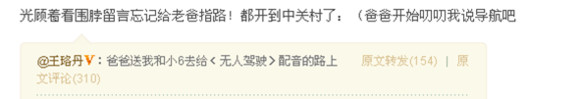 光顾着看围脖留言忘记给老爸指路！都开到中关村了：（爸爸开始叨叨我说导航吧
@王珞丹V：爸爸送我和小6去给<无人驾驶>配音的路上 原文转发(154) | 原
文评论(310)